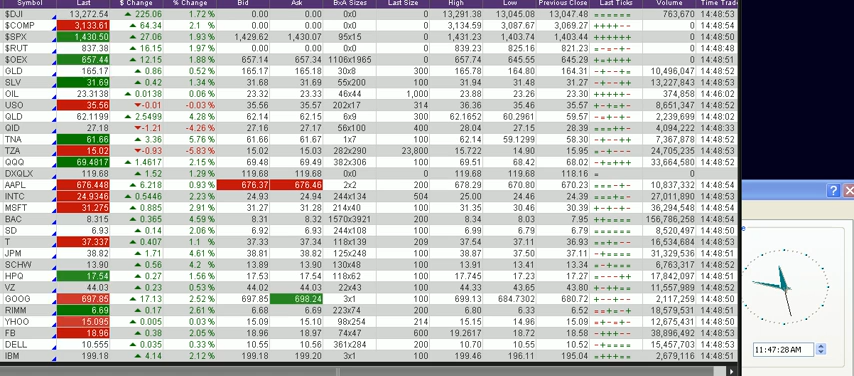 Symbol Last $ Change % Change Bid Ask BxA Sizes Last Size High Low Previous Close Last Ticks Volume Time Trade
$DJI 13,272.54 225.06 1.72 % 0.00 0.00 0x0 13,291.38 13,045.08 13,047.48 ====== 763,670 14:48:53
$COMP 3,133.61 64.34 2.1 % 0.00 0.00 0x0 3,139.61 3,087.67 3,069.27 ++++-- 0 14:48:53
$SPX 1,430.50 27.06 1.93 % 1,429.62 1,430.07 95x15 1,431.23 1,403.74 1,403.44 ++++++ 0 14:48:53
$RUT 837.38 16.15 1.97 % 0.00 0.00 0x0 839.23 825.16 821.23 =-=-+- 0 14:48:48
$OEX 657.44 12.15 1.88 % 657.14 657.34 1106x1965 657.74 645.55 645.29 =+++++ 0 14:48:51
GLD 165.17 0.86 0.52 % 165.17 165.18 30x8 300 165.78 164.80 164.31 10,496,047 14:48:52
SLV 31.69 0.42 1.34 % 31.68 31.69 55x200 100 31.94 31.48 31.27 13,227,843 14:48:53
OIL 23.3138 0.0138 0.06 % 23.32 23.33 46x44 1,000 23.88 23.26 23.30 374,858 14:46:02
USO 35.56 -0.01 -0.03 % 35.56 35.57 202x17 314 36.36 35.46 35.57 8,651,347 14:48:52
QLD 62.1199 2.5499 4.28 % 62.14 62.15 6x9 200 62.1652 60.2961 59.57 2,239,699 14:48:02
QID 27.18 -1.21 -4.26 % 27.16 27.17 56x100 400 28.04 27.15 28.39 4,094,222 14:48:33
TNA 61.66 3.36 5.76 % 61.66 61.67 1x7 100 62.14 59.1299 58.30 7,367,878 14:48:52
TZA 15.02 -0.93 -5.83 % 15.02 15.03 282x290 23,800 15.722 14.90 15.95 24,705,235 14:48:53
QQQ 69.4817 1.4617 2.15 % 69.48 69.49 382x306 100 69.51 68.42 68.02 33,664,580 14:48:52
DXQLX 119.68 1.52 1.29 % 119.68 119.68 0x0 119.68 119.68 118.16 = 0
AAPL 676.448 6.218 0.93 % 676.37 676.46 2x2 200 678.29 670.80 670.23 10,837,332 14:48:54
INTC 24.9346 0.5446 2.23 % 24.93 24.94 244x134 504 25.00 24.46 24.39 27,011,890 14:48:53
MSFT 31.275 0.885 2.91 % 31.27 31.28 214x40 100 31.35 30.46 30.39 36,294,548 14:48:54
BAC 8.315 0.365 4.59 % 8.31 8.32 1570x3921 200 8.34 8.03 7.95 ++==== 156,786,258 14:48:54
SD 6.93 0.14 2.06 % 6.92 6.93 244x108 100 6.99 6.79 6.79 ====== 8,520,497 14:48:50
T 37.337 0.407 1.1 % 37.33 37.34 118x139 209 37.54 37.11 36.93 16,534,684 14:48:53
JPM 38.82 1.71 4.61 % 38.81 38.82 125x248 100 38.87 37.50 37.11 31,329,536 14:48:51
SCHW 13.90 0.56 4.2 % 13.89 13.90 130x48 100 13.91 13.41 13.34 6,763,317 14:48:52
HPQ 17.54 0.27 1.56 % 17.53 17.54 118x62 100 17.745 17.23 17.27 17,842,097 14:48:51
VZ 44.03 0.23 0.53 % 44.02 44.03 22x43 100 44.33 43.65 43.80 11,557,989 14:48:52
GOOG 697.85 17.13 2.52 % 697.85 698.24 3x1 100 699.13 684.7302 680.72 2,117,259 14:48:50
RIMM 6.69 0.17 2.61 % 6.68 6.69 223x74 200 6.80 6.33 6.52 18,579,531 14:48:51
YHOO 15.095 0.005 0.03 % 15.09 15.10 98x254 214 15.15 14.96 15.09 12,675,431 14:48:50
FB 18.96 0.38 2.05 % 18.96 18.97 74x47 600 19.2617 18.72 18.58 38,896,492 14:48:53
DELL 10.555 0.035 0.33 % 10.55 10.56 361x284 200 10.70 10.55 10.52 15,457,703 14:48:53
IBM 199.18 4.14 2.12 % 199.18 199.20 3x1 100 199.46 196.11 195.04 2,679,116 14:48:51
11:47:28 AM